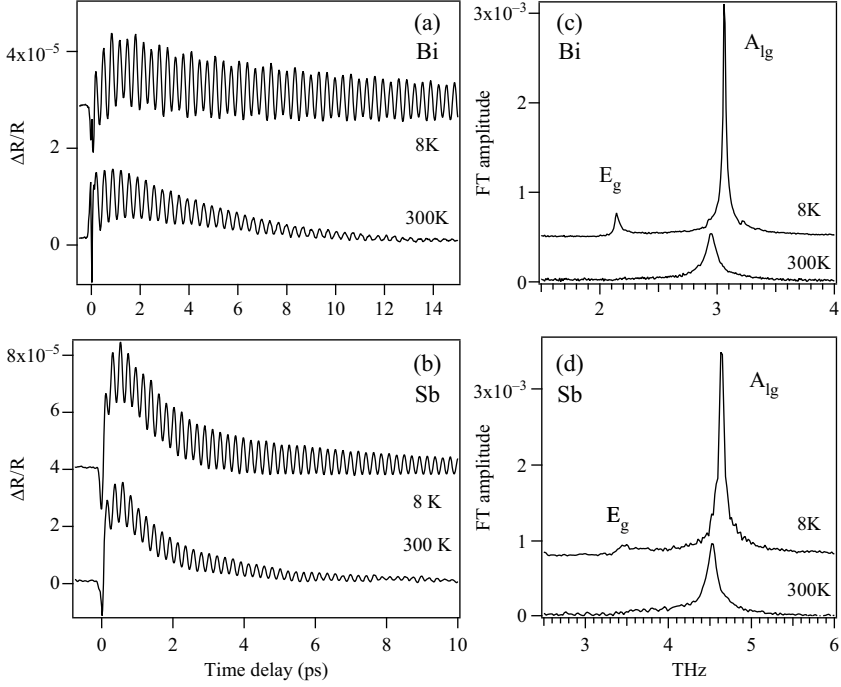 (a)
Bi
4x10⁻⁵
2
0
ΔR/R
8K
300K
0 2 4 6 8 10 12 14
(c)
Bi
3x10⁻³
2
1
0
FT amplitude
A1g
Eg
8K
300K
2 3 4
(b)
Sb
8x10⁻⁵
6
4
2
0
ΔR/R
8 K
300 K
0 2 4 6 8 10
Time delay (ps)
(d)
Sb
3x10⁻³
2
1
0
FT amplitude
A1g
Eg
8K
300K
3 4 5 6
THz